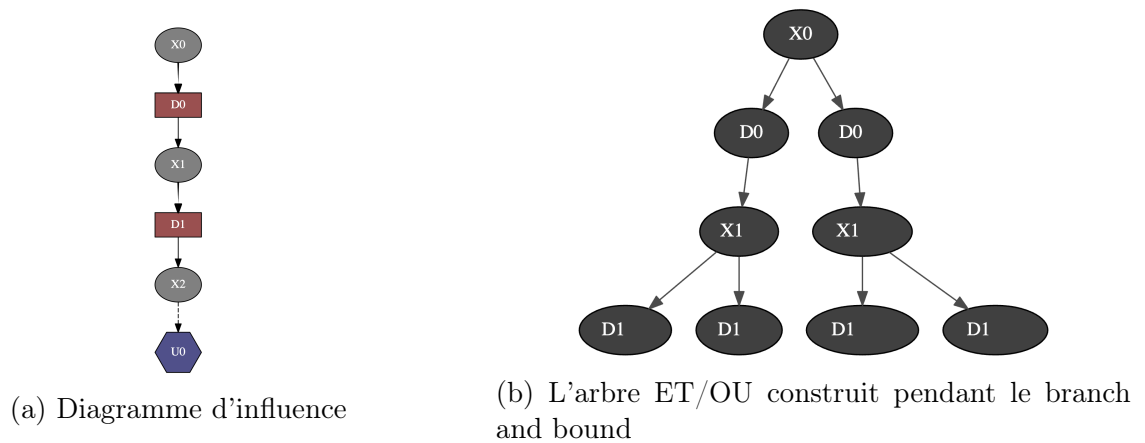 X0
D0
X1
D1
X2
U0
(a) Diagramme d'influence
X0
D0 D0
X1 X1
D1 D1 D1 D1
(b) L'arbre ET/OU construit pendant le branch
and bound